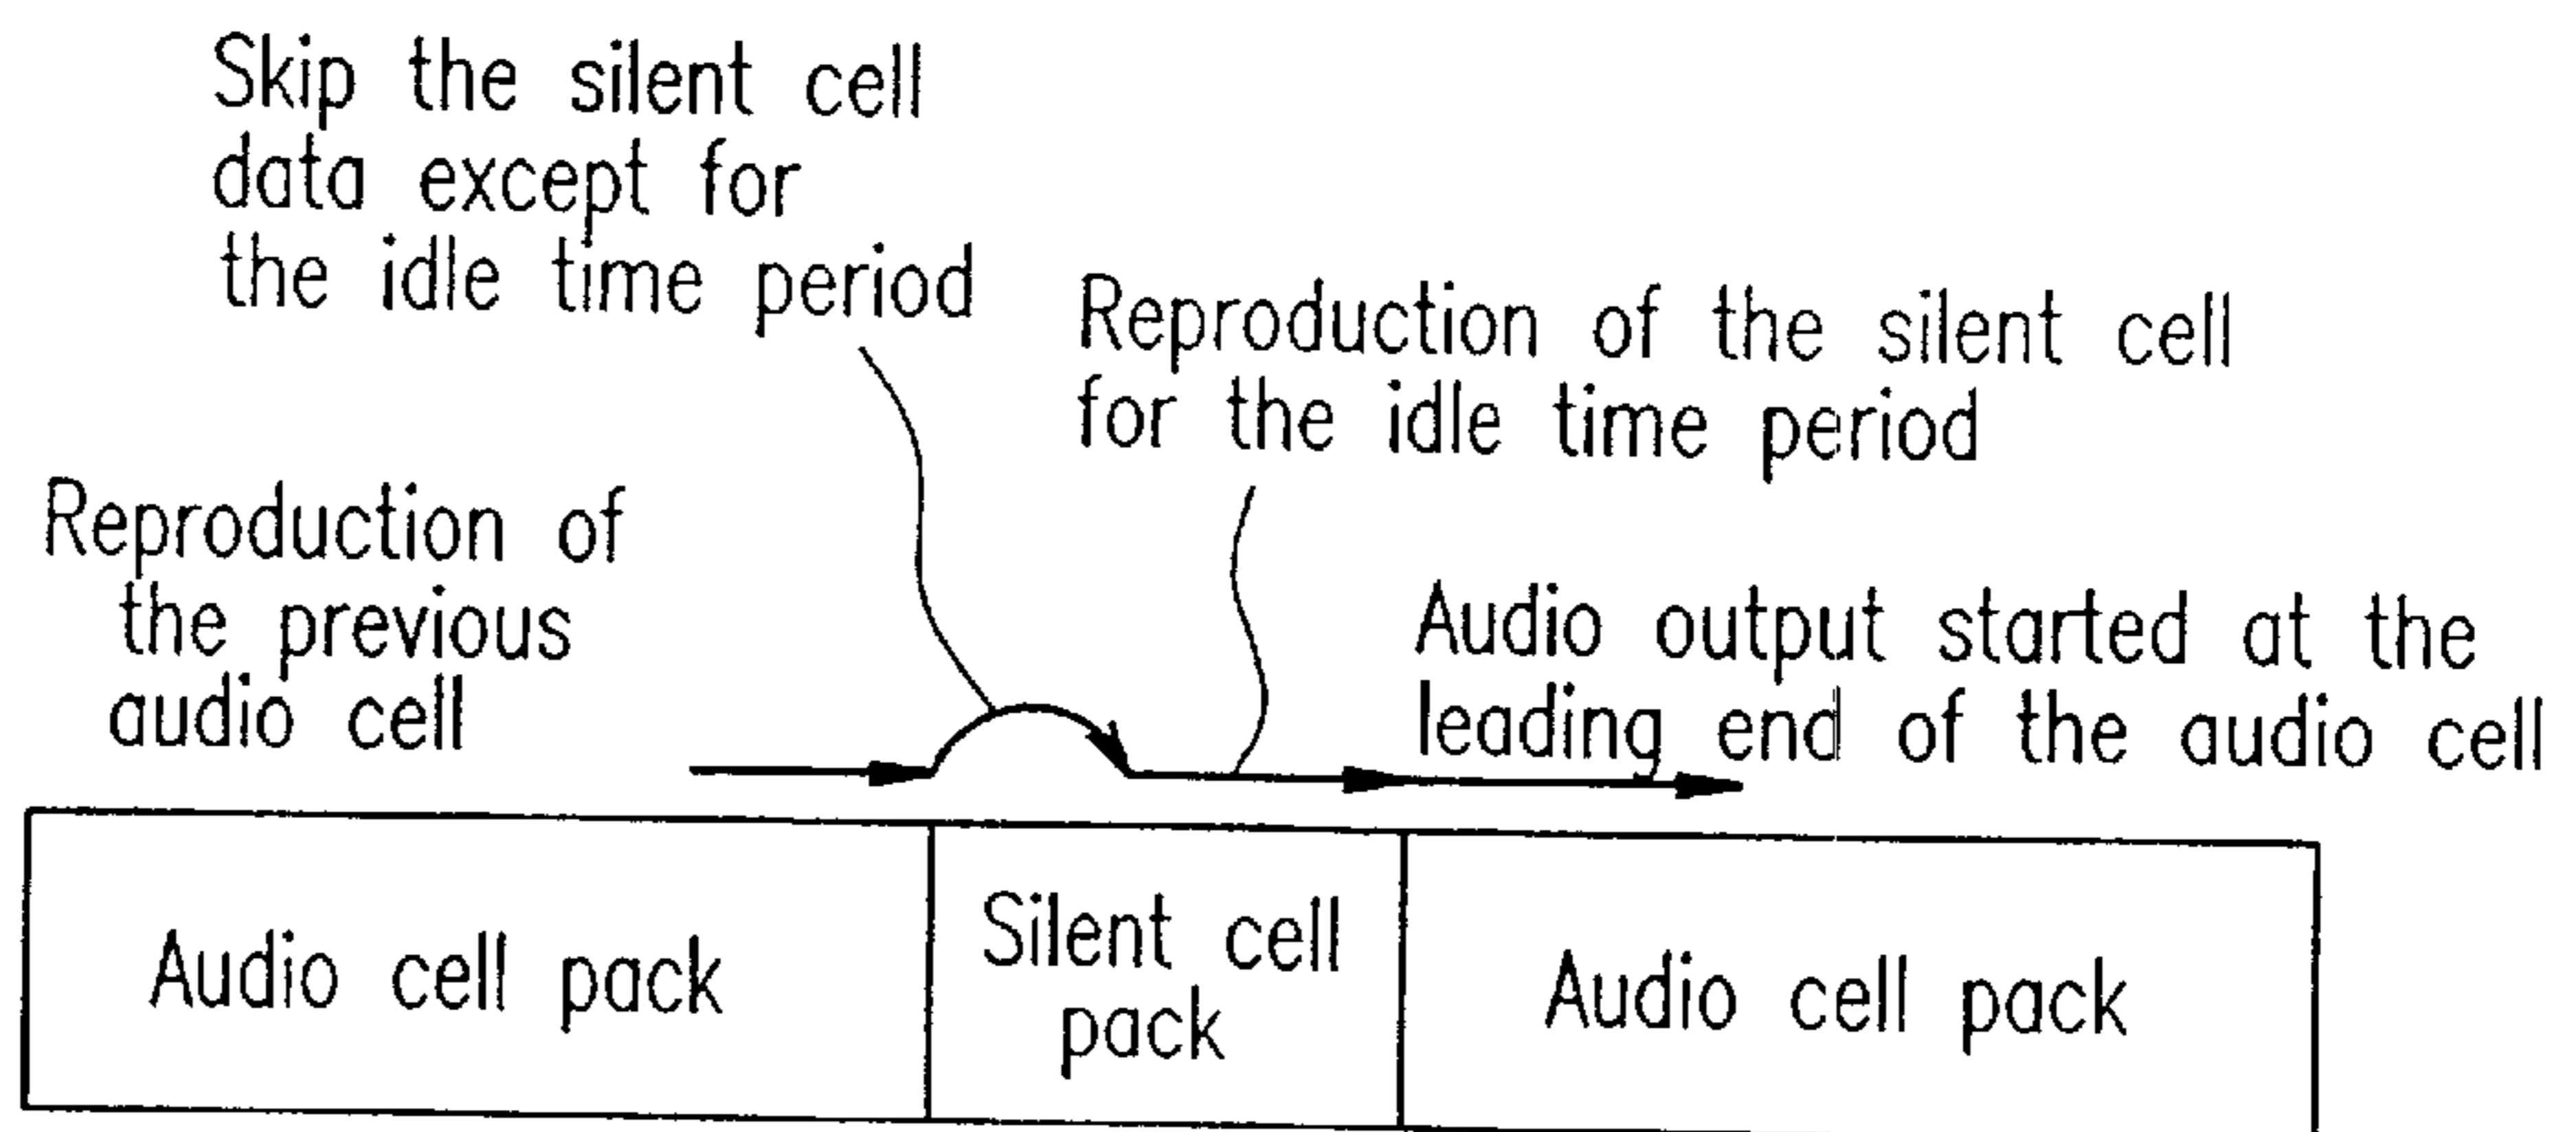 Skip the silent cell
data except for
the idle time period
Reproduction of the silent cell
for the idle time period
Reproduction of
the previous
audio cell
Audio output started at the
leading end of the audio cell
Audio cell pack
Silent cell
pack
Audio cell pack